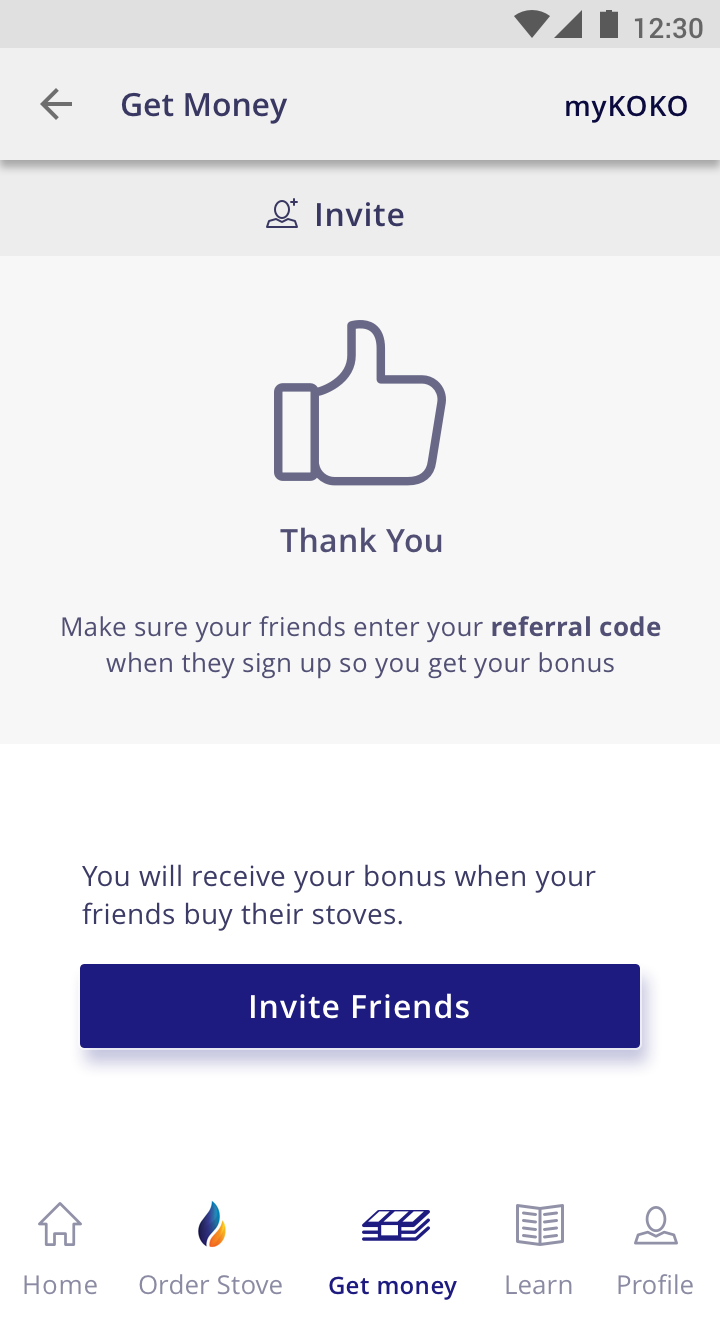 12:30
Get Money
myKOKO
Invite
Thank You
Make sure your friends enter your referral code
when they sign up so you get your bonus
You will receive your bonus when your
friends buy their stoves.
Invite Friends
Home
Order Stove
Get money
Learn
Profile